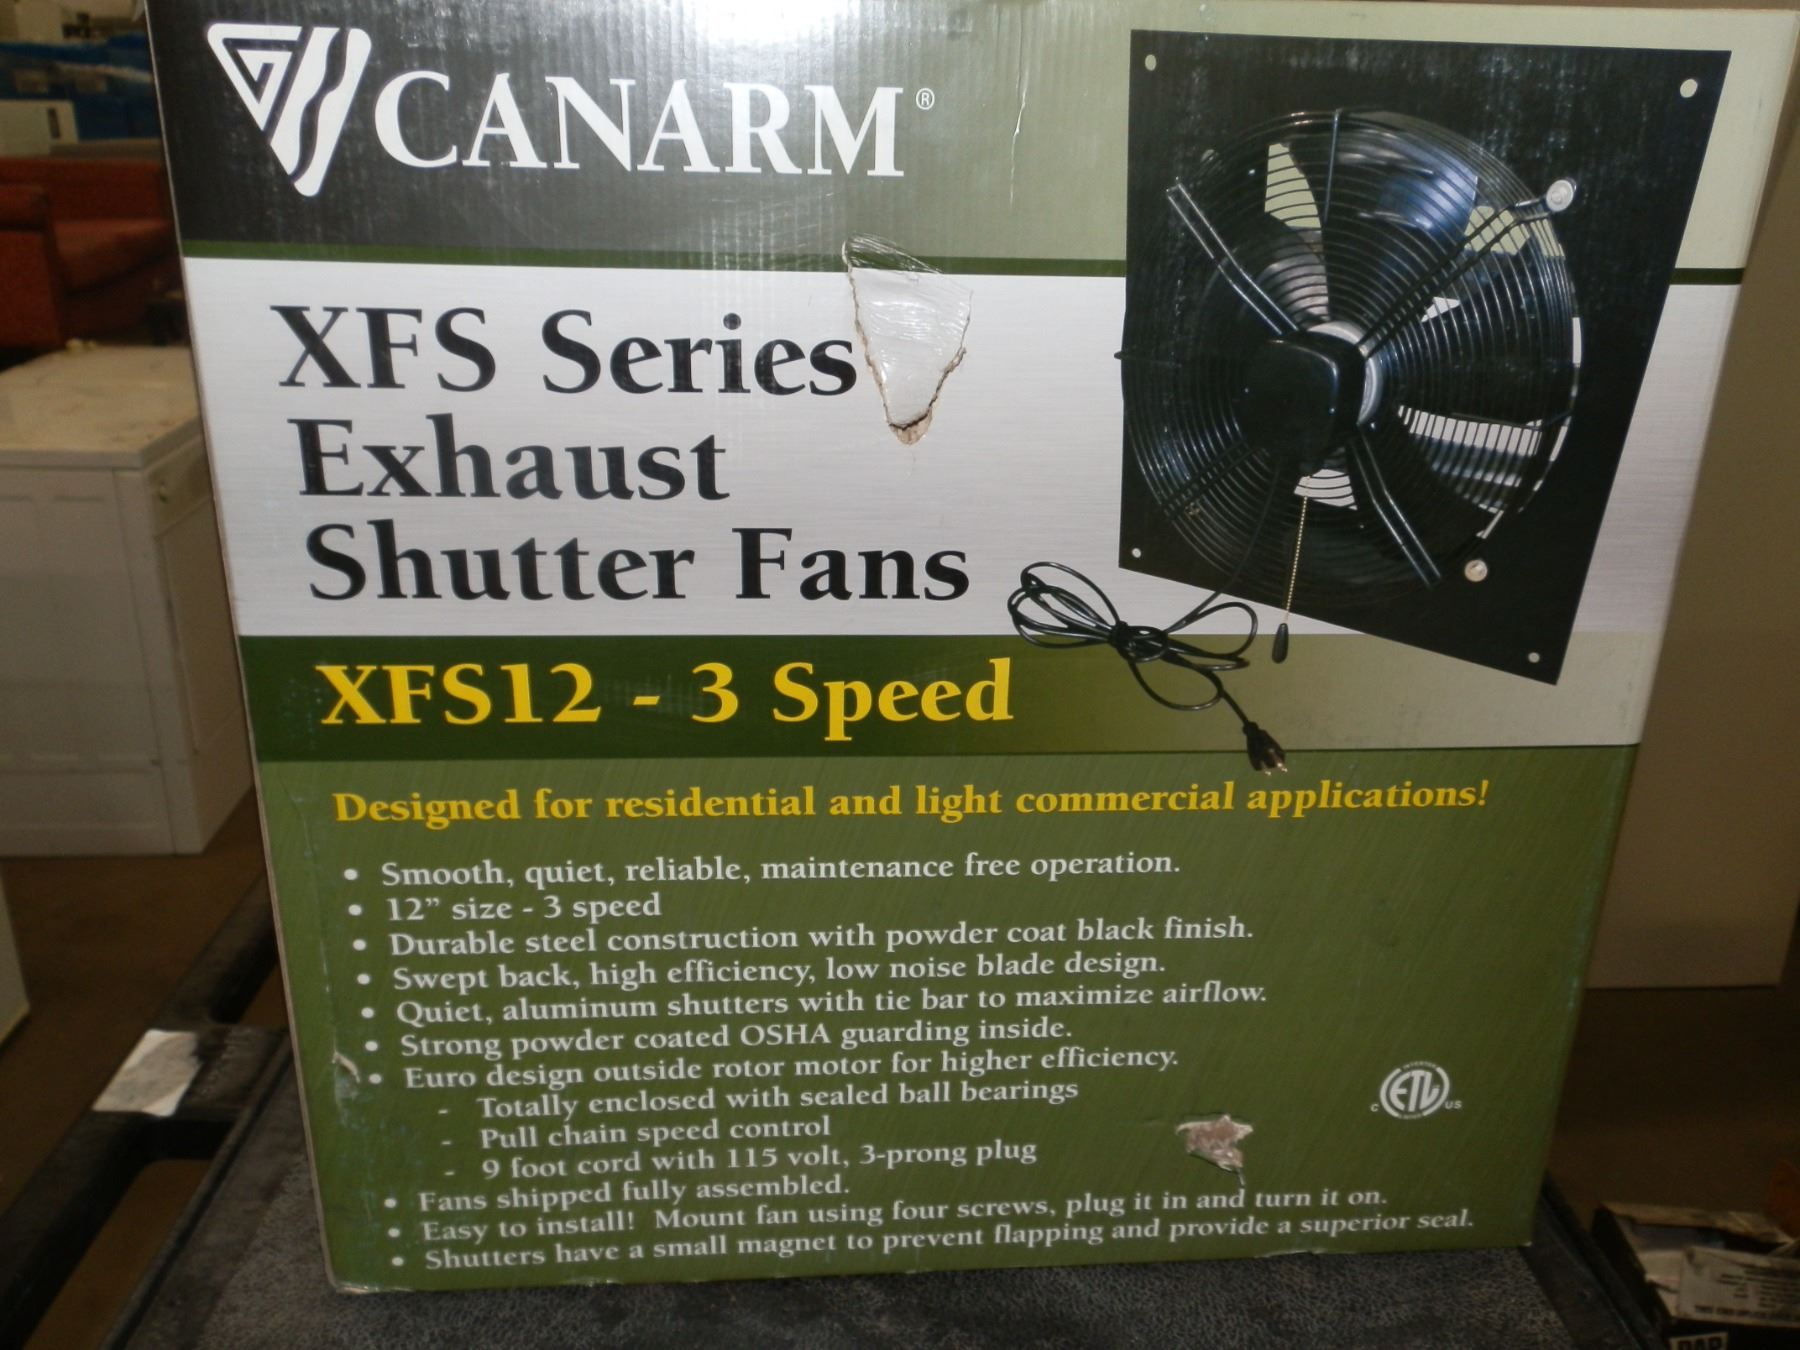 CANARM®
XFS Series
Exhaust
Shutter Fans
XFS12 - 3 Speed
Designed for residential and light commercial applications!
• Smooth, quiet, reliable, maintenance free operation.
• 12” size - 3 speed
• Durable steel construction with powder coat black finish.
• Swept back, high efficiency, low noise blade design.
• Quiet, aluminum shutters with tie bar to maximize airflow.
• Strong powder coated OSHA guarding inside.
• Euro design outside rotor motor for higher efficiency.
- Totally enclosed with sealed ball bearings
- Pull chain speed control
- 9 foot cord with 115 volt, 3-prong plug
• Fans shipped fully assembled.
• Easy to install! Mount fan using four screws, plug it in and turn it on.
• Shutters have a small magnet to prevent flapping and provide a superior seal.
C ETL US